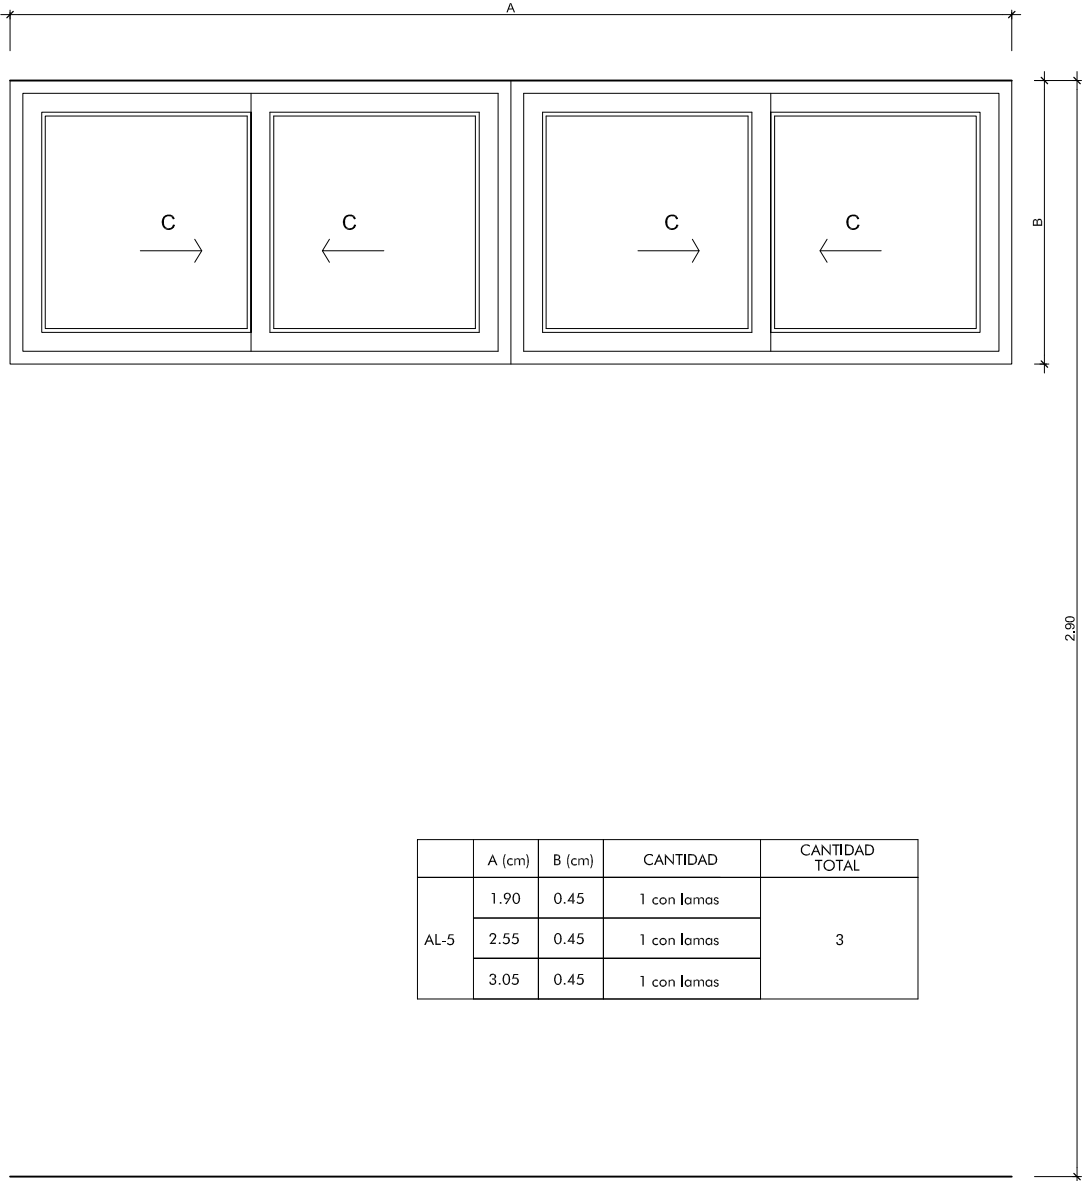 A
C C C C
B
2.90
A (cm) B (cm) CANTIDAD CANTIDAD
TOTAL
1.90 0.45 1 con lamas
AL-5 2.55 0.45 1 con lamas 3
3.05 0.45 1 con lamas